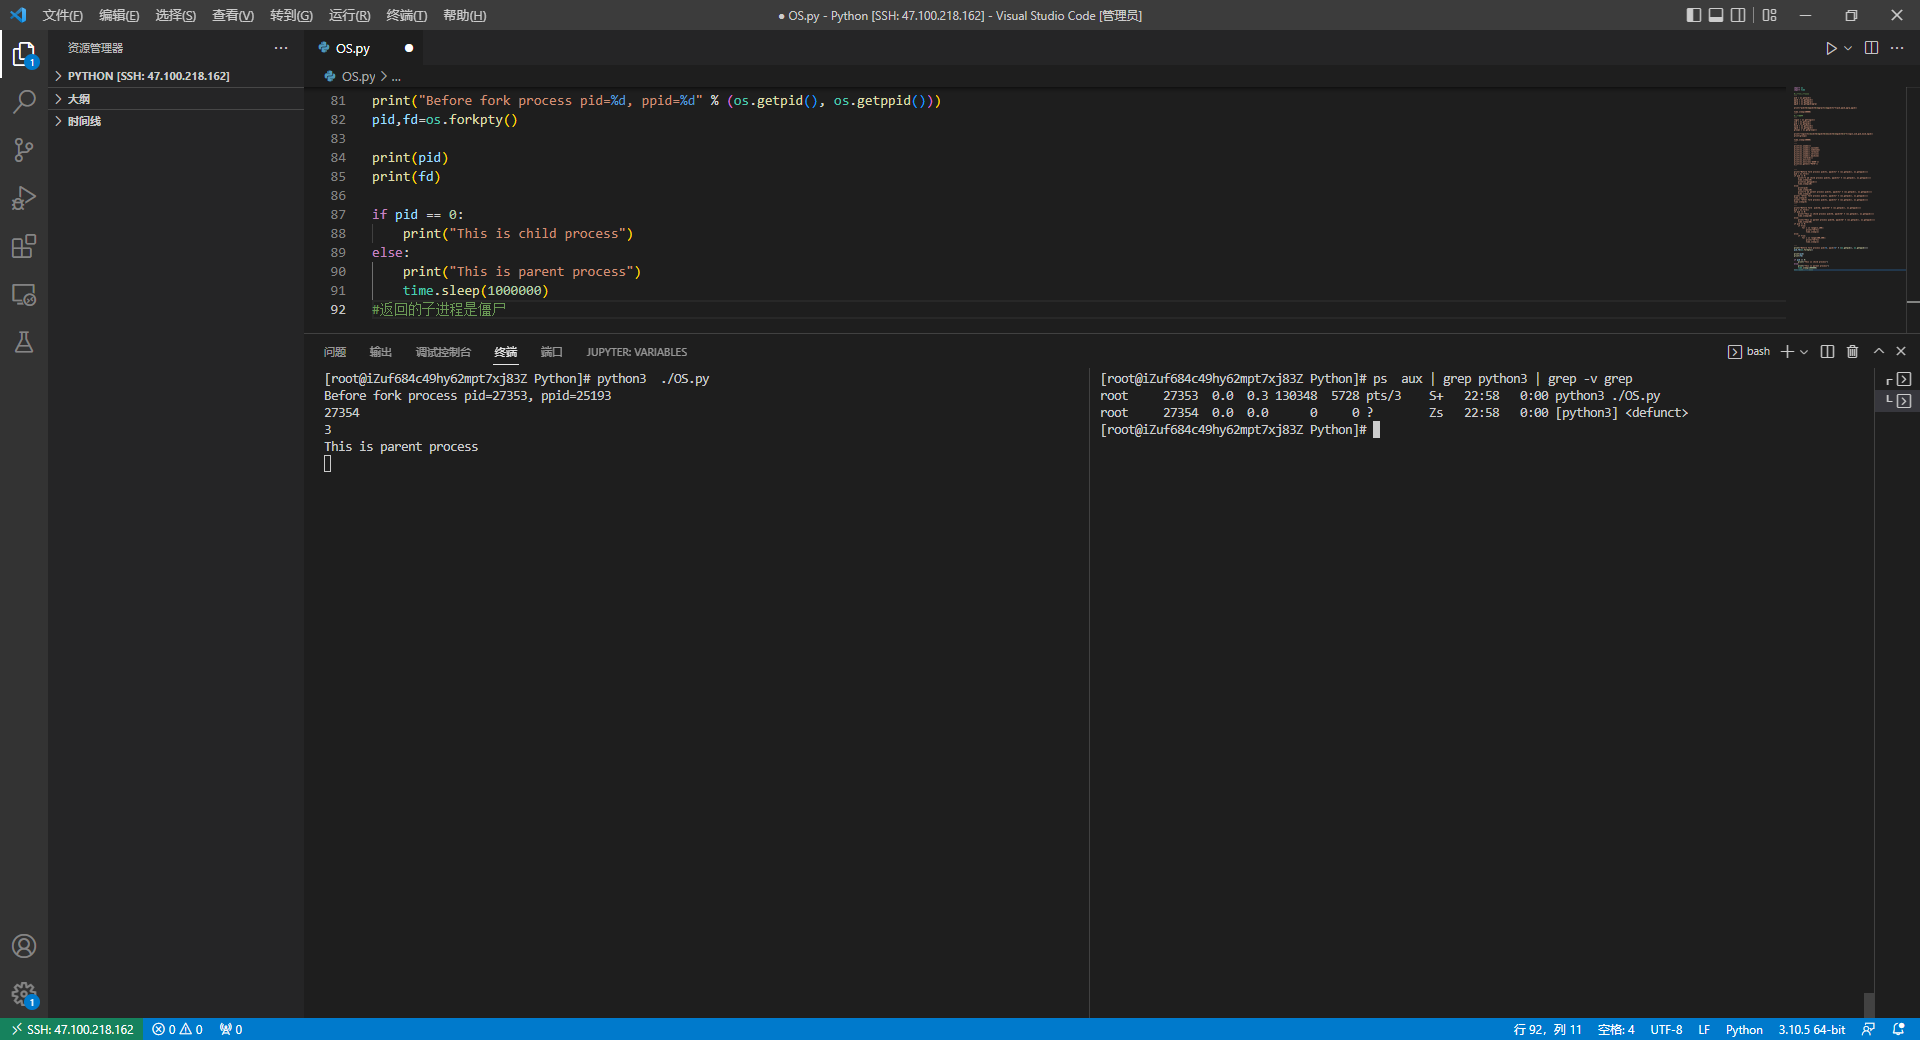 文件(F) 编辑(E) 选择(S) 查看(V) 转到(G) 运行(R) 终端(T) 帮助(H)
● OS.py - Python [SSH: 47.100.218.162] - Visual Studio Code [管理员]
资源管理器
PYTHON [SSH: 47.100.218.162]
大纲
时间线
OS.py
OS.py > ...
81 print("Before fork process pid=%d, ppid=%d" % (os.getpid(), os.getppid()))
82 pid,fd=os.forkpty()
83
84 print(pid)
85 print(fd)
86
87 if pid == 0:
88     print("This is child process")
89 else:
90     print("This is parent process")
91     time.sleep(1000000)
92 #返回的子进程是僵尸
问题 输出 调试控制台 终端 端口 JUPYTER: VARIABLES
bash
[root@iZuf684c49hy62mpt7xj83Z Python]# python3  ./OS.py
Before fork process pid=27353, ppid=25193
27354
3
This is parent process
[root@iZuf684c49hy62mpt7xj83Z Python]# ps  aux | grep python3 | grep -v grep
root     27353  0.0  0.3 130348  5728 pts/3    S+   22:58   0:00 python3 ./OS.py
root     27354  0.0  0.0      0     0 ?        Zs   22:58   0:00 [python3] <defunct>
[root@iZuf684c49hy62mpt7xj83Z Python]#
1
1
SSH: 47.100.218.162 0 0 0
行 92, 列 11 空格: 4 UTF-8 LF Python 3.10.5 64-bit